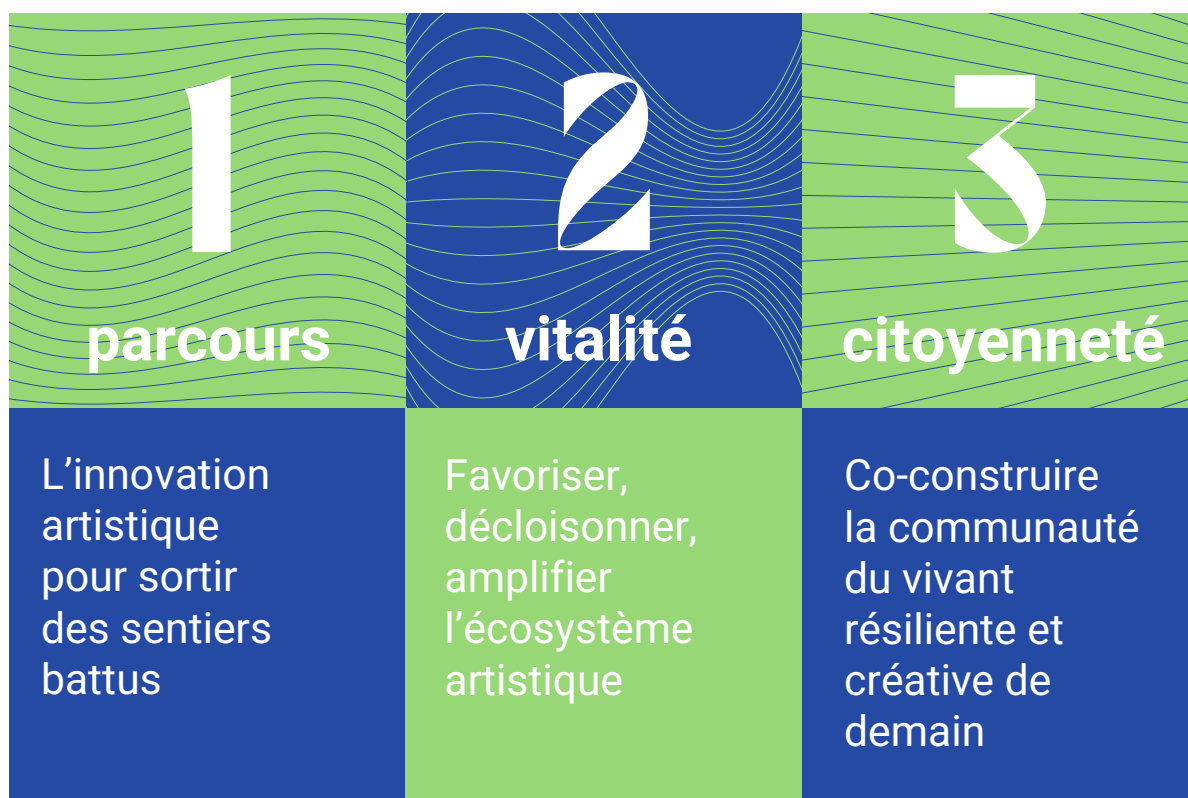 1
parcours
L’innovation
artistique
pour sortir
des sentiers
battus
2
vitalité
Favoriser,
décloisonner,
amplifier
l’écosystème
artistique
3
citoyenneté
Co-construire
la communauté
du vivant
résiliente et
créative de
demain